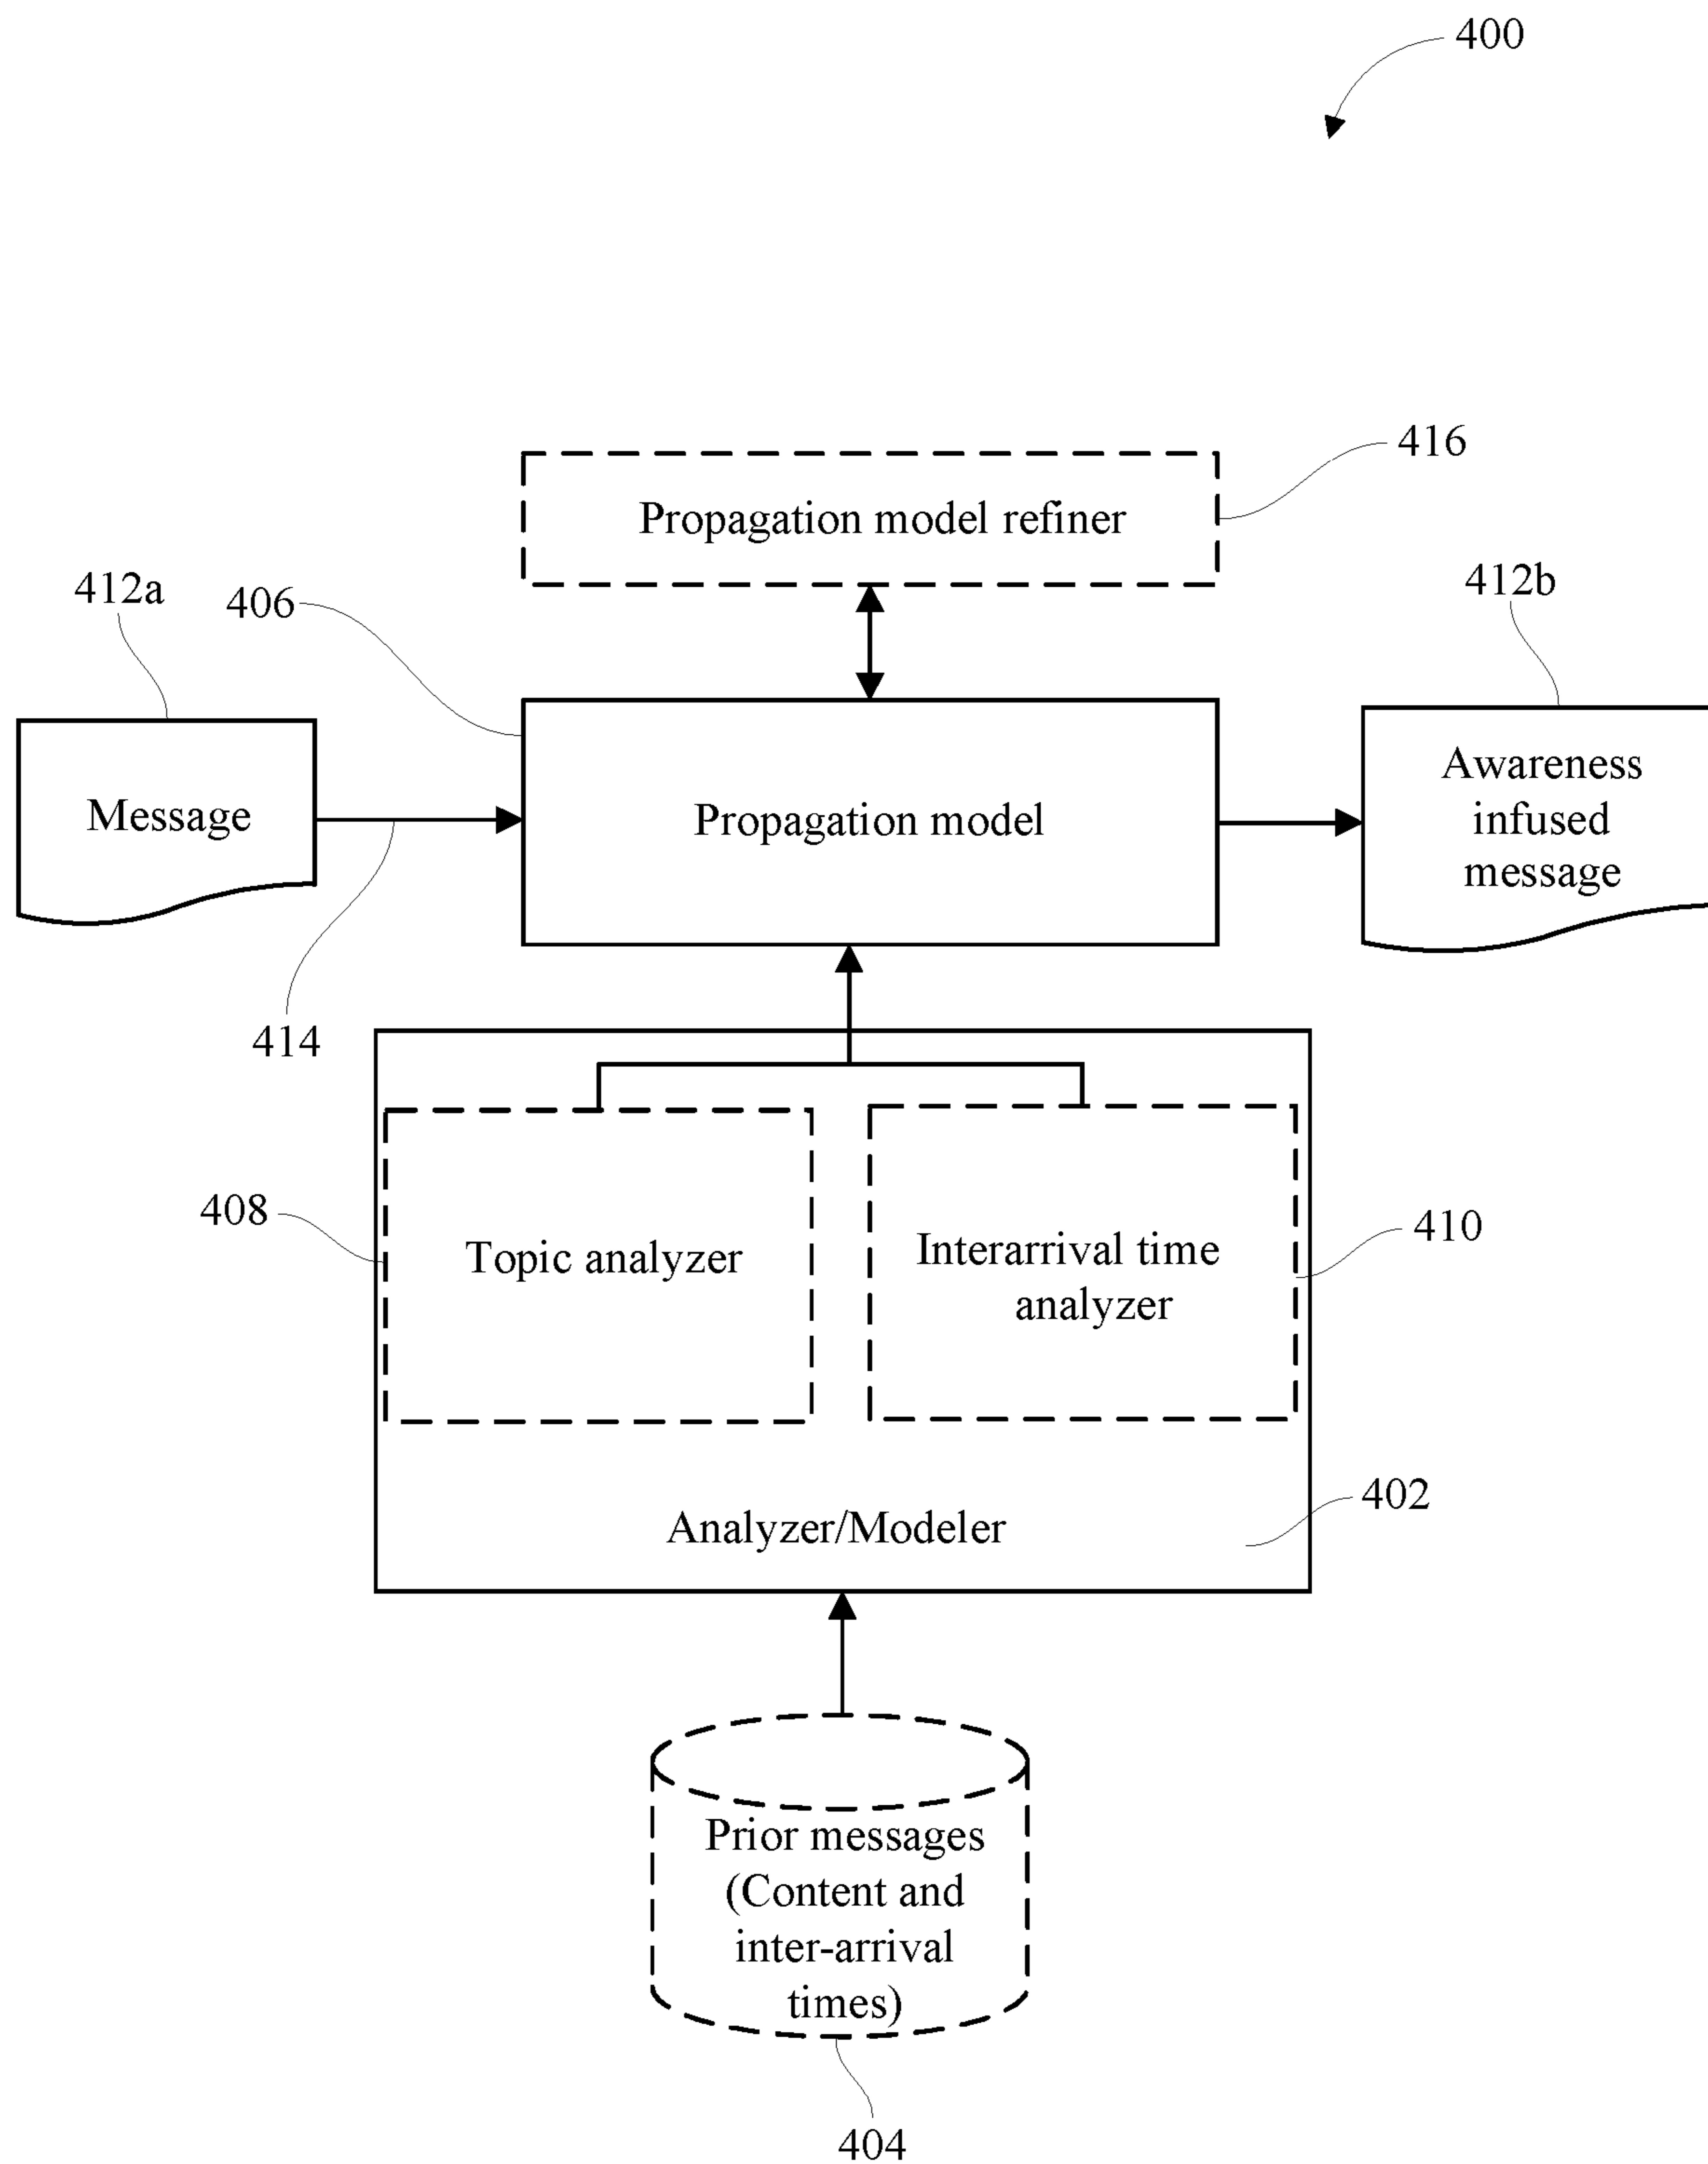 400
416
Propagation model refiner
412a
406
412b
Message
Propagation model
Awareness
infused
message
414
408
Topic analyzer
Interarrival time
analyzer
410
402
Analyzer/Modeler
Prior messages
(Content and
inter-arrival
times)
404